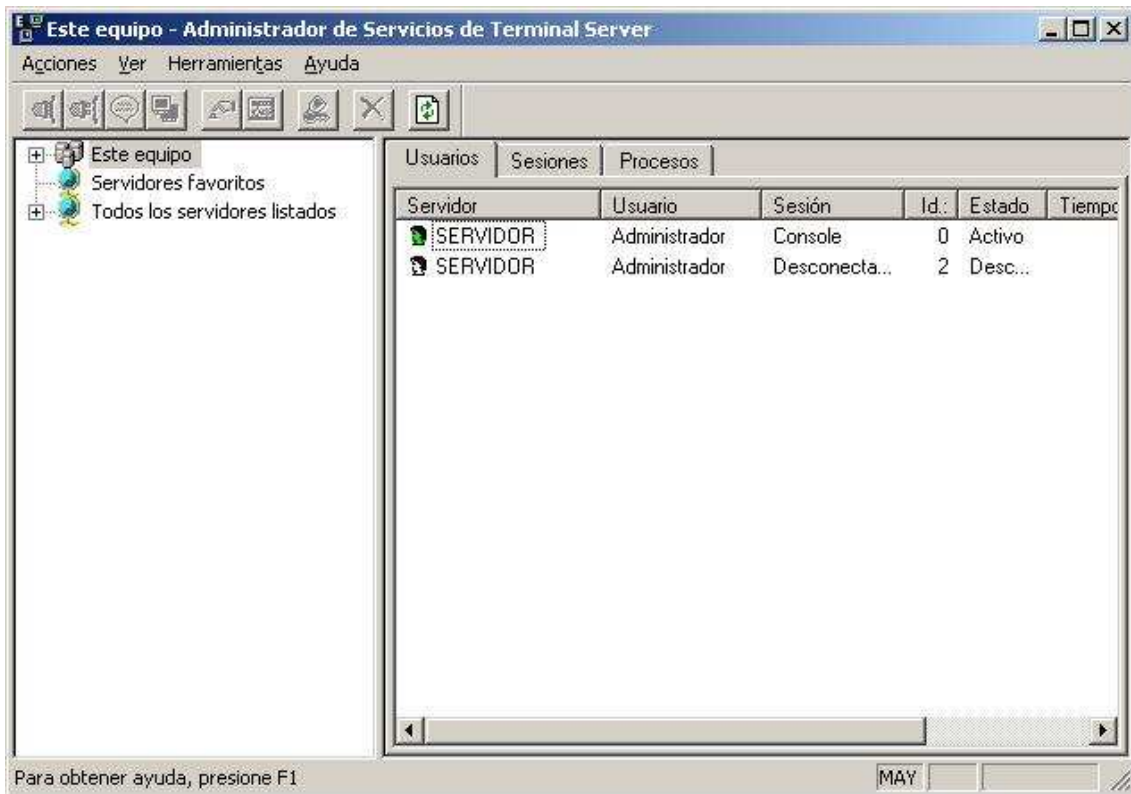 Este equipo - Administrador de Servicios de Terminal Server
Acciones Ver Herramientas Ayuda
Este equipo
Servidores favoritos
Todos los servidores listados
Usuarios Sesiones Procesos
Servidor Usuario Sesión Id.: Estado Tiempo
SERVIDOR Administrador Console 0 Activo
SERVIDOR Administrador Desconecta... 2 Desc...
Para obtener ayuda, presione F1 MAY